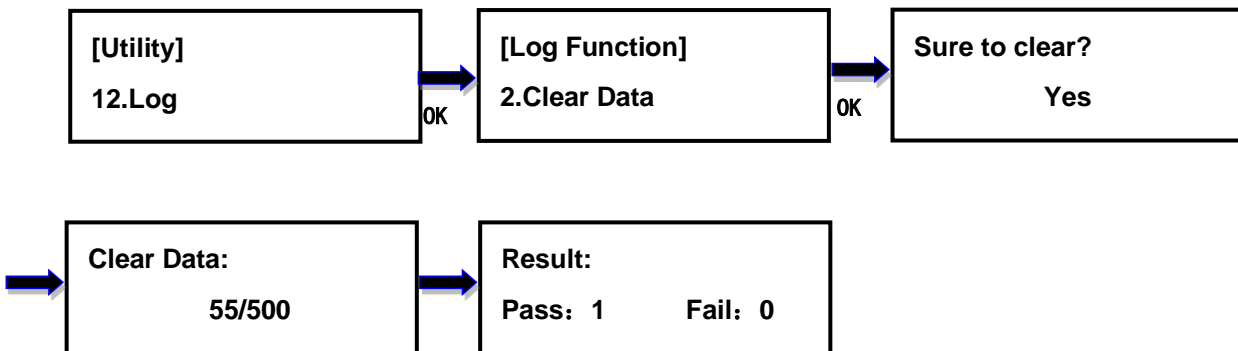 [Utility]
12.Log
OK
[Log Function]
2.Clear Data
OK
Sure to clear?
Yes
Clear Data:
55/500
Result:
Pass：1 Fail：0